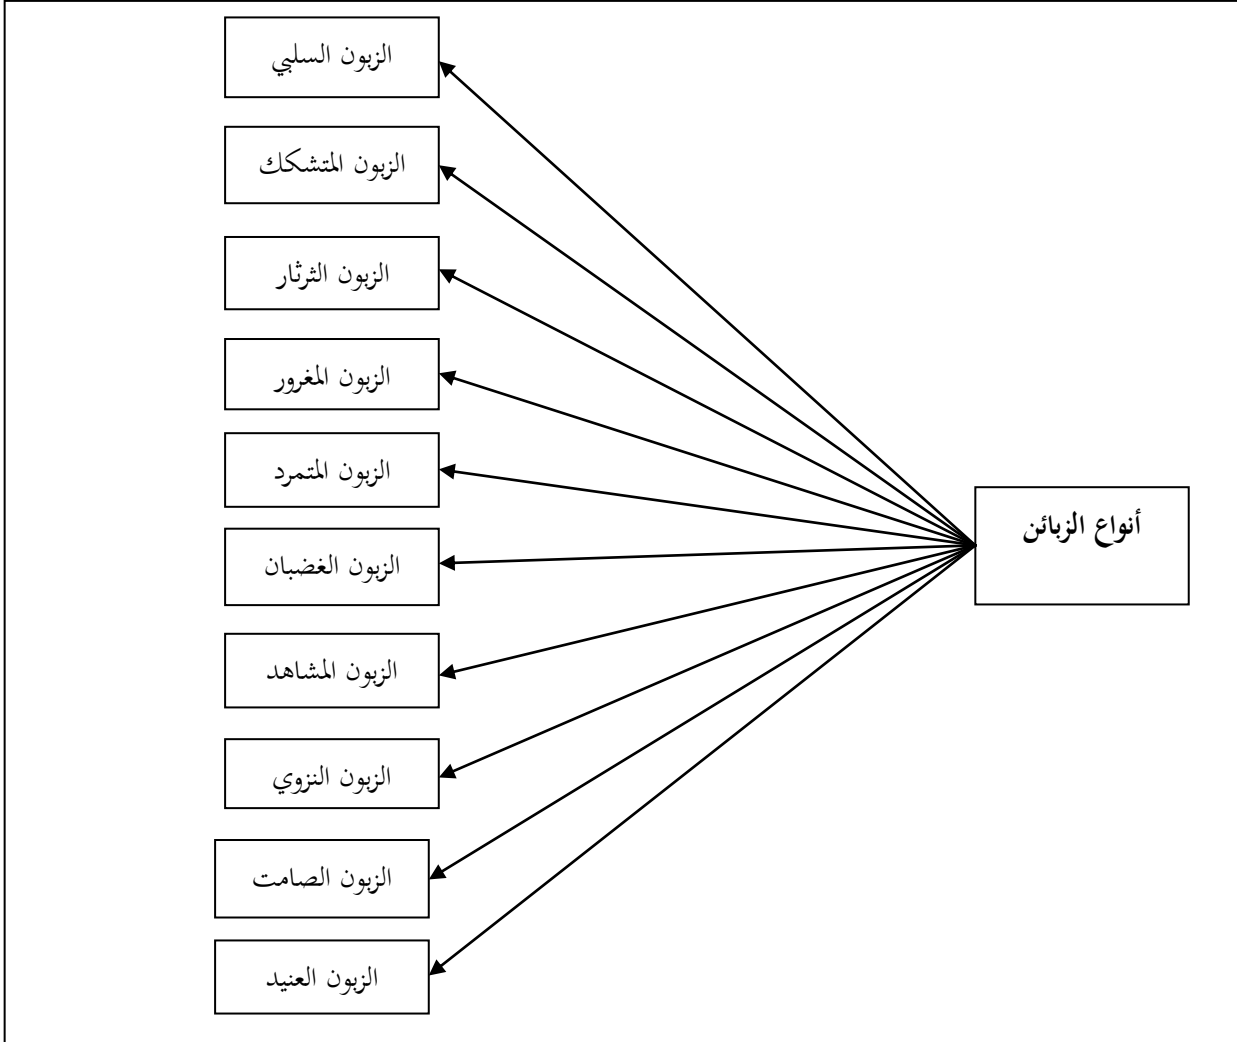 أنواع الزبائن
الزبون السلبي
الزبون المتشكك
الزبون الثرثار
الزبون المغرور
الزبون المتمرد
الزبون الغضبان
الزبون المشاهد
الزبون النزوي
الزبون الصامت
الزبون العنيد